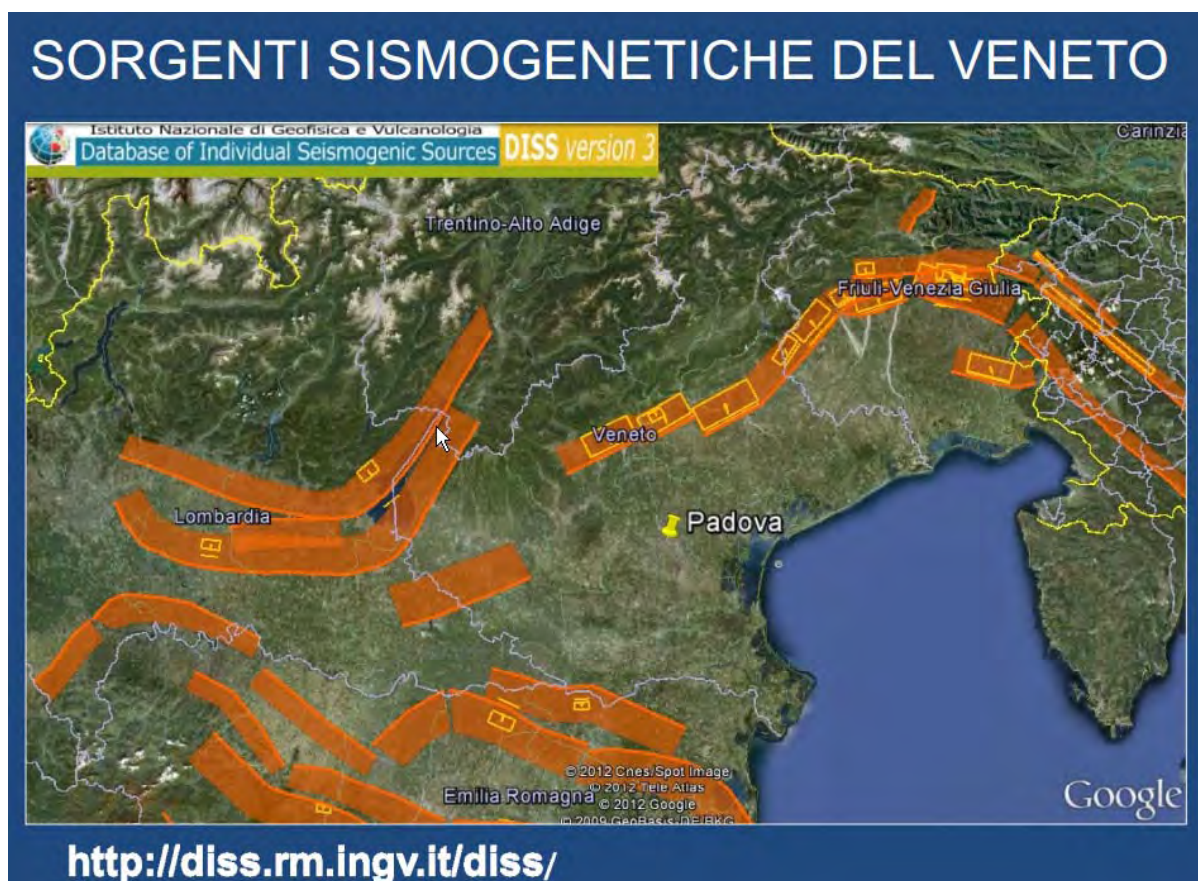 SORGENTI SISMOGENETICHE DEL VENETO
Istituto Nazionale di Geofisica e Vulcanologia
Database of Individual Seismogenic Sources DISS version 3
Carinzia
Trentino-Alto Adige
Friuli-Venezia Giulia
Veneto
Lombardia
Padova
© 2012 Cnes/Spot Image
© 2012 Tele Atlas
Emilia Romagna
© 2012 Google
© 2009 GeoBasis-DE/BKG
Google
http://diss.rm.ingv.it/diss/